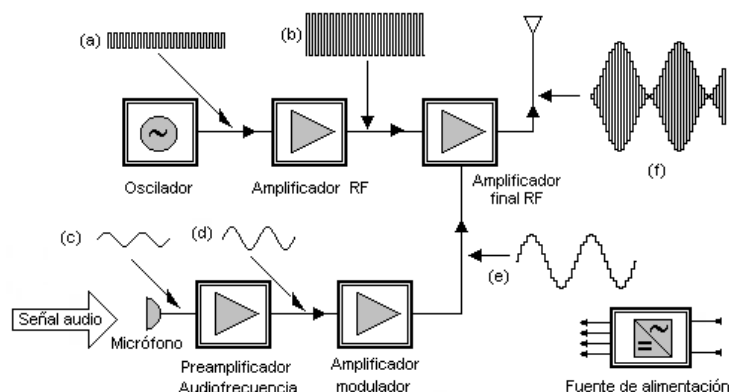 (a)
(b)
Oscilador
Amplificador RF
Amplificador
final RF
(f)
(c)
(d)
(e)
Señal audio
Micrófono
Preamplificador
Audiofrecuencia
Amplificador
modulador
Fuente de alimentación